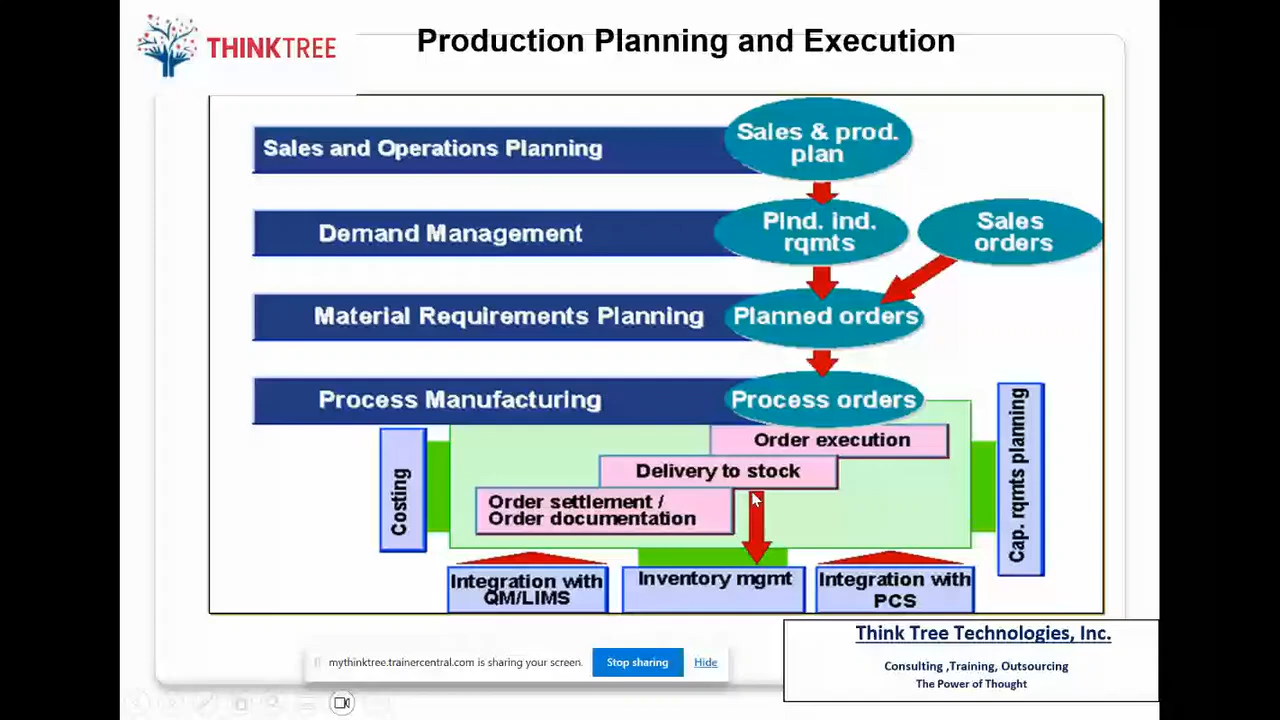 THINKTREE
Production Planning and Execution
Sales and Operations Planning
Sales & prod.
plan
Demand Management
Plnd. ind.
rqmts
Sales
orders
Material Requirements Planning
Planned orders
Process Manufacturing
Process orders
Order execution
Delivery to stock
Order settlement /
Order documentation
Costing
Cap. rqmts planning
Integration with
QM/LIMS
Inventory mgmt
Integration with
PCS
Think Tree Technologies, Inc.
Consulting ,Training, Outsourcing
The Power of Thought
mythinktree.trainercentral.com is sharing your screen.
Stop sharing
Hide